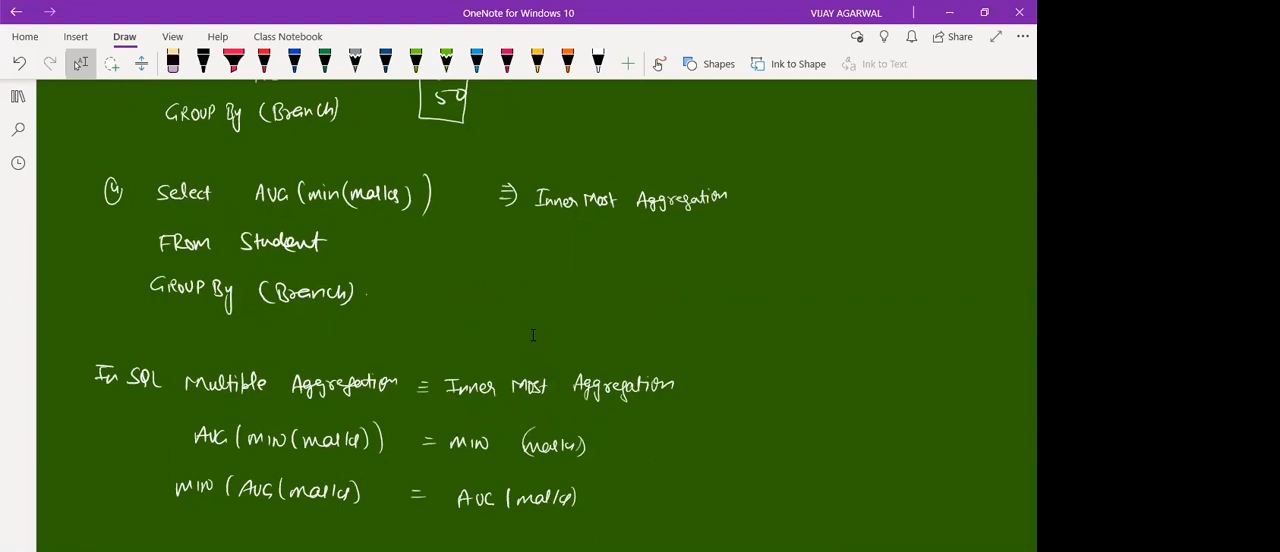 OneNote for Windows 10
VIJAY AGARWAL
Home Insert Draw View Help Class Notebook
Share
Shapes Ink to Shape Ink to Text
50
GROUP By (Branch)
4 Select AVG (min(marks)) ⇒ Inner Most Aggregation
FROM Student
GROUP By (Branch)
In SQL Multiple Aggregation = Inner Most Aggregation
AVG (MIN (marks)) = MIN (marks)
MIN (AVG (marks) = AVG (marks)